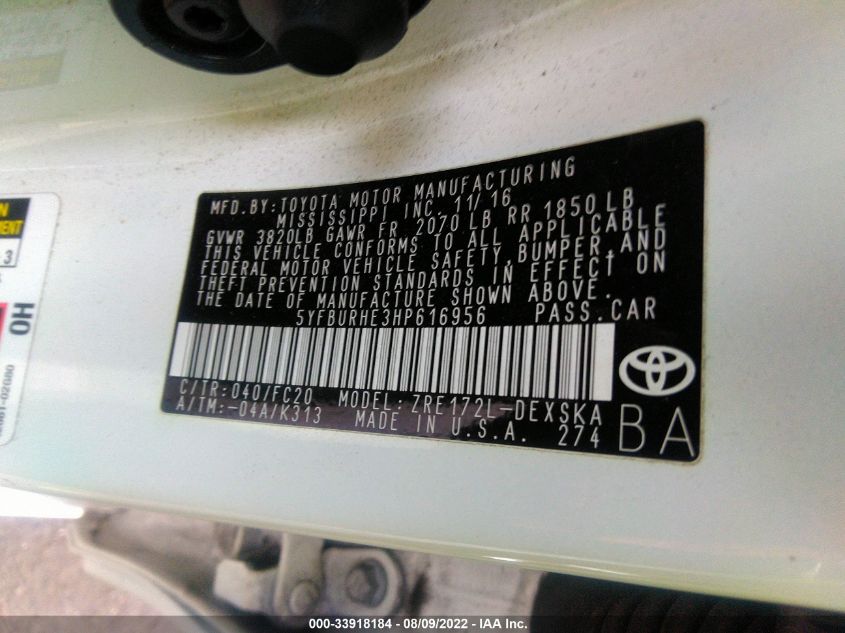 MFD.BY:TOYOTA MOTOR MANUFACTURING
MISSISSIPPI INC. 11/16
GVWR 3820LB GAWR FR 2070 LB RR 1850 LB
THIS VEHICLE CONFORMS TO ALL APPLICABLE
FEDERAL MOTOR VEHICLE SAFETY,BUMPER,AND
THEFT PREVENTION STANDARDS IN EFFECT ON
THE DATE OF MANUFACTURE SHOWN ABOVE.
5YFBURHE3HP616956 PASS.CAR
C/TR:040/FC20 MODEL:ZRE172L-DEXSKA
A/TM:-04A/K313 MADE IN U.S.A. 274
BA
3
HO
000-33918184 - 08/09/2022 - IAA Inc.